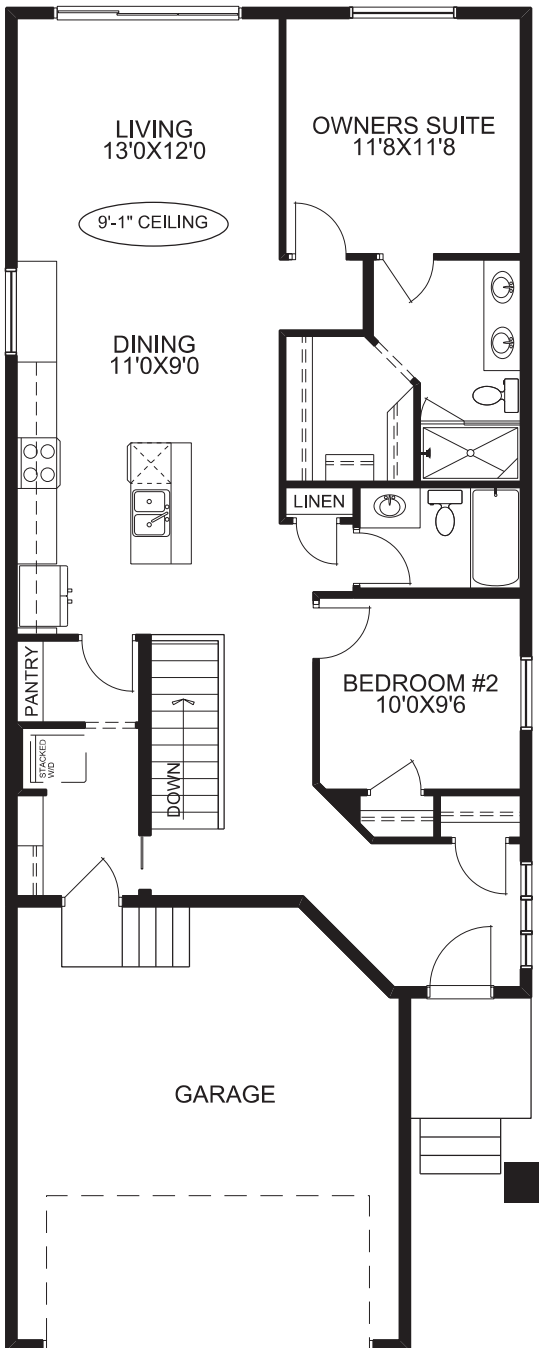 LIVING
13'0X12'0
OWNERS SUITE
11'8X11'8
9'-1" CEILING
DINING
11'0X9'0
LINEN
PANTRY
BEDROOM #2
10'0X9'6
STACKED
W/D
DOWN
GARAGE